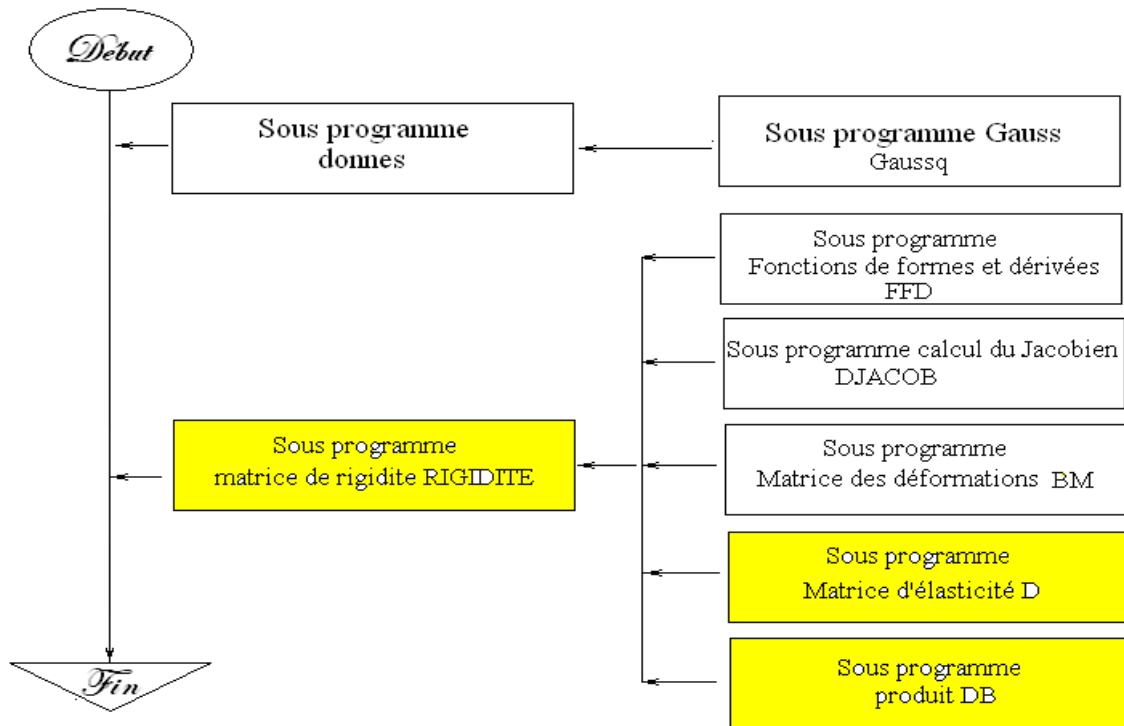 Début
Sous programme
donnes
Sous programme Gauss
Gaussq
Sous programme
Fonctions de formes et dérivées
FFD
Sous programme calcul du Jacobien
DJACOB
Sous programme
matrice de rigidite RIGIDITE
Sous programme
Matrice des déformations BM
Sous programme
Matrice d'élasticité D
Sous programme
produit DB
Fin